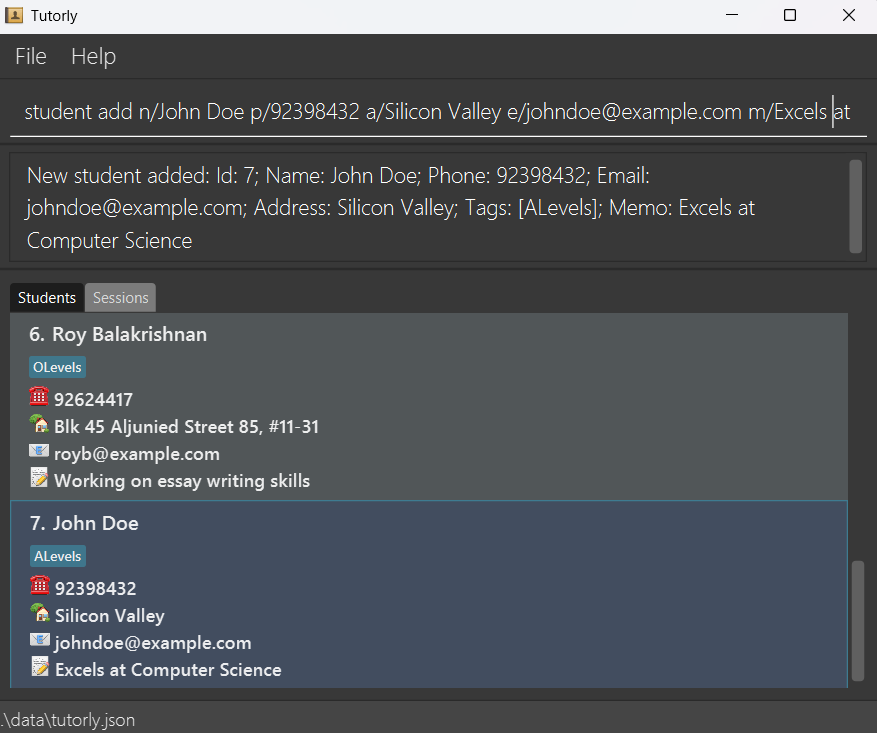 Tutorly
File Help
student add n/John Doe p/92398432 a/Silicon Valley e/johndoe@example.com m/Excels at
New student added: Id: 7; Name: John Doe; Phone: 92398432; Email:
johndoe@example.com; Address: Silicon Valley; Tags: [ALevels]; Memo: Excels at
Computer Science
Students Sessions
6. Roy Balakrishnan
OLevels
92624417
Blk 45 Aljunied Street 85, #11-31
royb@example.com
Working on essay writing skills
7. John Doe
ALevels
92398432
Silicon Valley
johndoe@example.com
Excels at Computer Science
.\data\tutorly.json